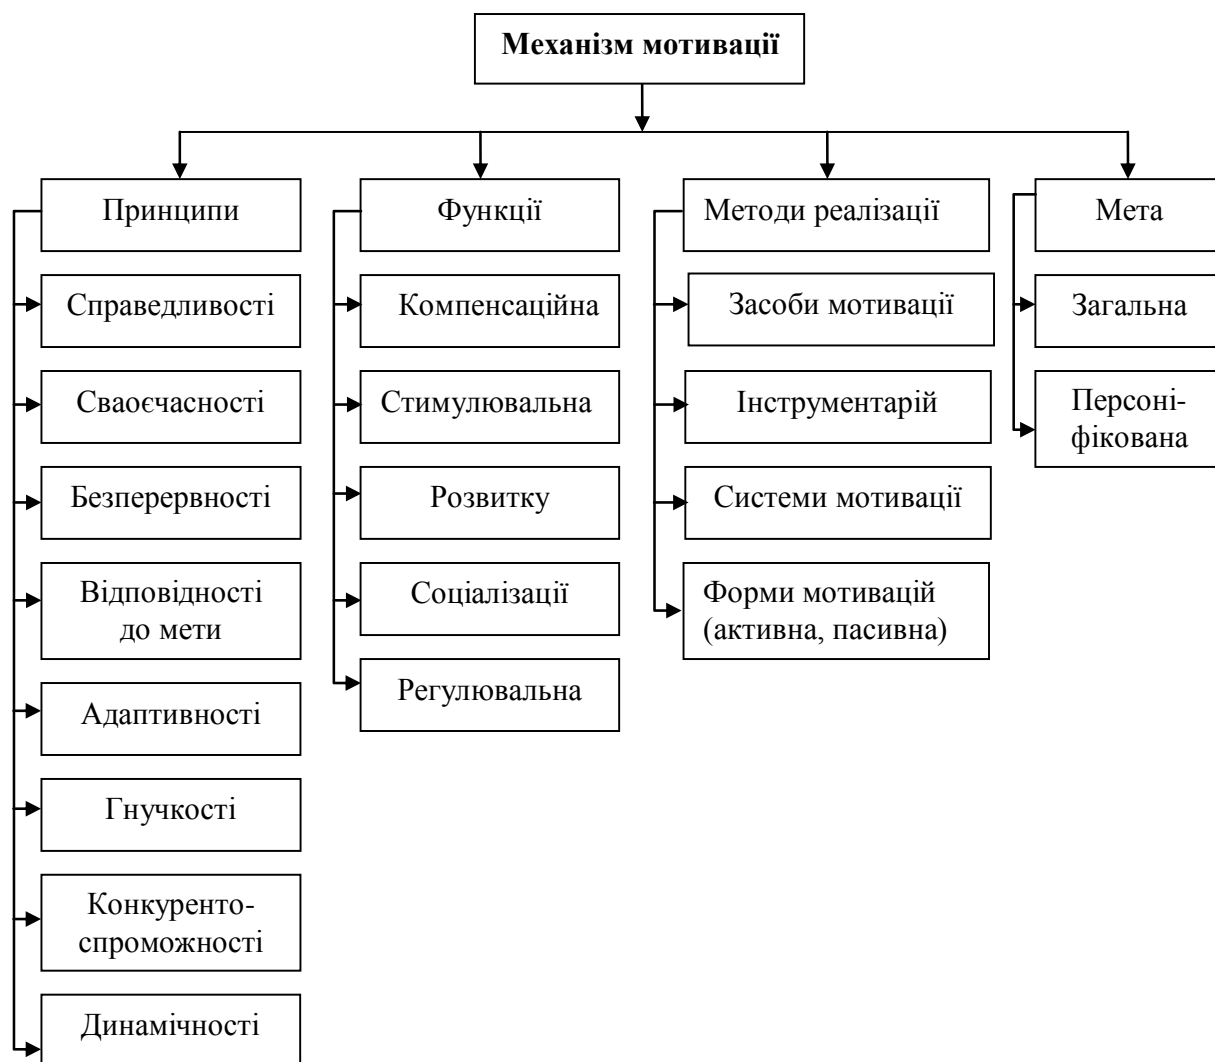 Механізм мотивації
Принципи
Справедливості
Сваоєчасності
Безперервності
Відповідності
до мети
Адаптивності
Гнучкості
Конкуренто-
спроможності
Динамічності
Функції
Компенсаційна
Стимулювальна
Розвитку
Соціалізації
Регулювальна
Методи реалізації
Засоби мотивації
Інструментарій
Системи мотивації
Форми мотивацій
(активна, пасивна)
Мета
Загальна
Персоні-
фікована